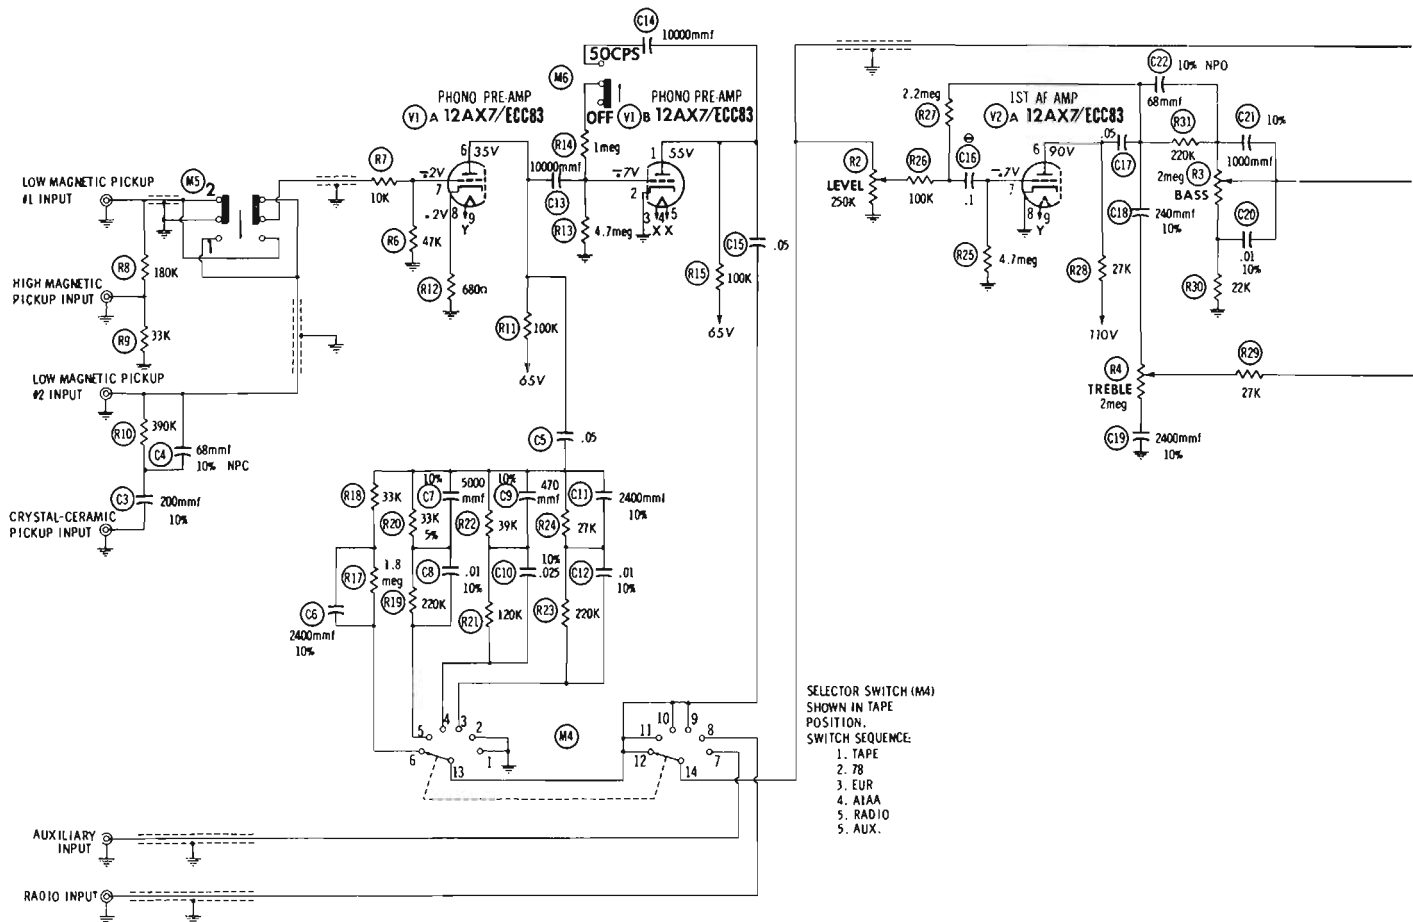 C14
10000mmf
50CPS
M6
OFF
PHONO PRE-AMP
V1 A 12AX7/ECC83
PHONO PRE-AMP
V1 B 12AX7/ECC83
R14
1meg
6
35V
1
55V
R7
10K
-.2V
7
.2V
8
9
Y
10000mmf
C13
-.7V
2
3
4
5
X X
R13
4.7meg
R6
47K
R12
680Ω
R11
100K
65V
C15
.05
R15
100K
65V
LOW MAGNETIC PICKUP
#1 INPUT
M5
2
1
R8
180K
HIGH MAGNETIC
PICKUP INPUT
R9
33K
LOW MAGNETIC PICKUP
#2 INPUT
R10
390K
C4
68mmf
10% NPC
C3
200mmf
10%
CRYSTAL-CERAMIC
PICKUP INPUT
C22
10% NPO
68mmf
2.2meg
R27
1ST AF AMP
V2 A 12AX7/ECC83
6
90V
.05
C17
R31
220K
C21
10%
1000mmf
R2
LEVEL
250K
R26
100K
C16
.1
-.7V
7
8
9
Y
R25
4.7meg
2meg
R3
BASS
C18
240mmf
10%
C20
.01
10%
R28
27K
110V
R30
22K
R4
TREBLE
2meg
R29
27K
C19
2400mmf
10%
C5
.05
R18
33K
10%
C7
5000
mmf
10%
C9
470
mmf
C11
2400mmf
10%
R20
33K
5%
R22
39K
R24
27K
R17
1.8
meg
C8
.01
10%
C10
10%
.025
C12
.01
10%
R19
220K
R21
120K
R23
220K
C6
2400mmf
10%
4
3
5
2
6
1
13
M4
10
9
11
8
12
7
14
SELECTOR SWITCH (M4)
SHOWN IN TAPE
POSITION.
SWITCH SEQUENCE:
1. TAPE
2. 78
3. EUR
4. A1AA
5. RADIO
5. AUX.
AUXILIARY
INPUT
RADIO INPUT